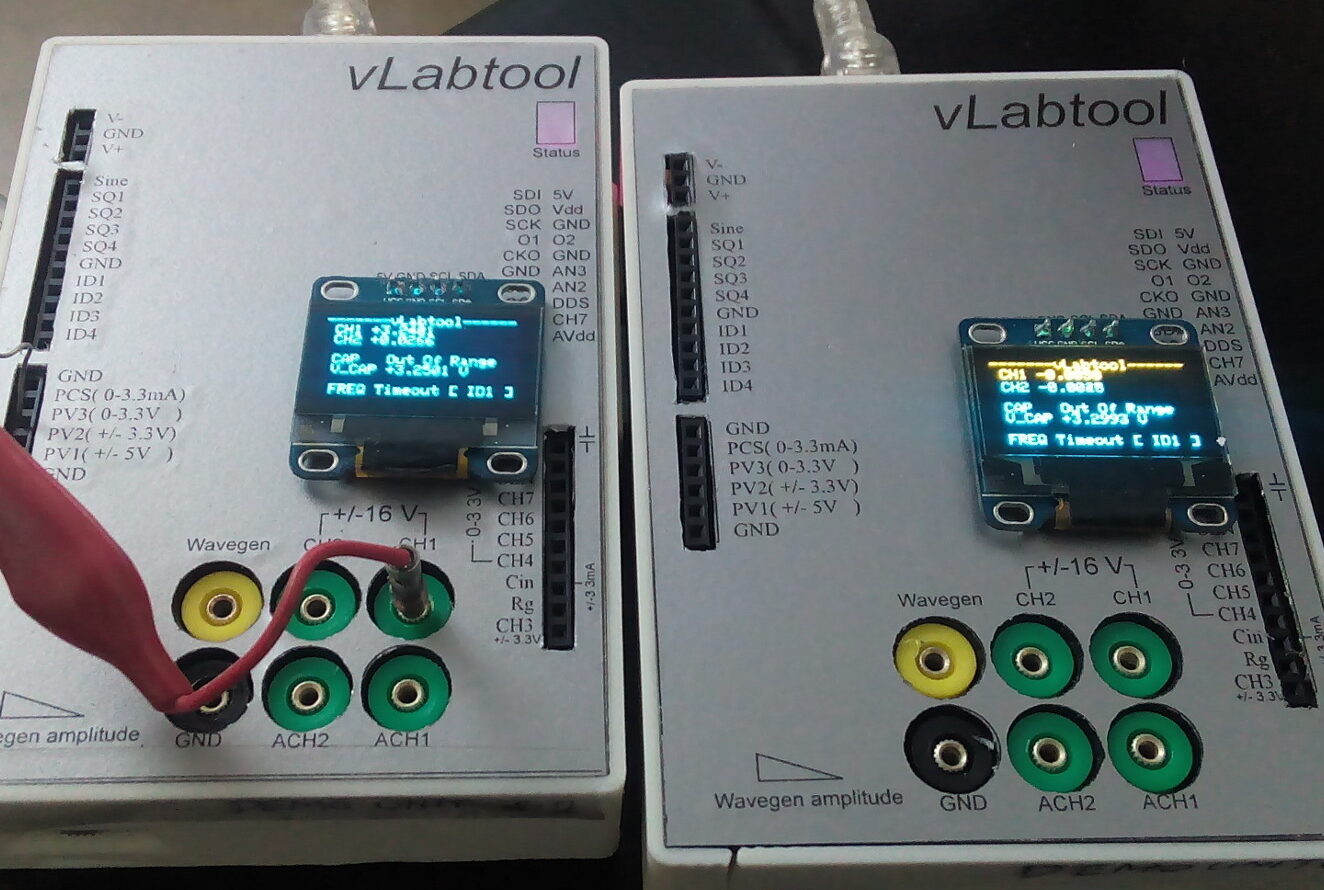 vLabtool
Status
V-
GND
V+
Sine
SQ1
SQ2
SQ3
SQ4
GND
ID1
ID2
ID3
ID4
SDI 5V
SDO Vdd
SCK GND
O1 O2
CKO GND
GND AN3
AN2
DDS
CH7
AVdd
5V GND SCL SDA
vLabtool
CH1
CH2 +0.0266
CAP Out Of Range
V_CAP +3.2501 V
FREQ Timeout [ ID1 ]
GND
PCS( 0-3.3mA)
PV3( 0-3.3V )
PV2( +/- 3.3V)
PV1( +/- 5V )
GND
CH7
CH6
CH5
CH4
Cin
Rg
CH3
+/- 3.3V
0-3.3V
+/-3.3mA
+/-16 V
Wavegen
CH1
egen amplitude
GND
ACH2
ACH1
vLabtool
Status
V-
GND
V+
Sine
SQ1
SQ2
SQ3
SQ4
GND
ID1
ID2
ID3
ID4
SDI 5V
SDO Vdd
SCK GND
O1 O2
CKO GND
GND AN3
AN2
DDS
CH7
AVdd
vLabtool
CH1
CH2 -0.0025
CAP Out Of Range
V_CAP +3.2993 V
FREQ Timeout [ ID1 ]
GND
PCS( 0-3.3mA)
PV3( 0-3.3V )
PV2( +/- 3.3V)
PV1( +/- 5V )
GND
CH7
CH6
CH5
CH4
Cin
Rg
CH3
+/- 3.3V
0-3.3V
3.3mA
+/-16 V
Wavegen
CH2
CH1
Wavegen amplitude
GND
ACH2
ACH1